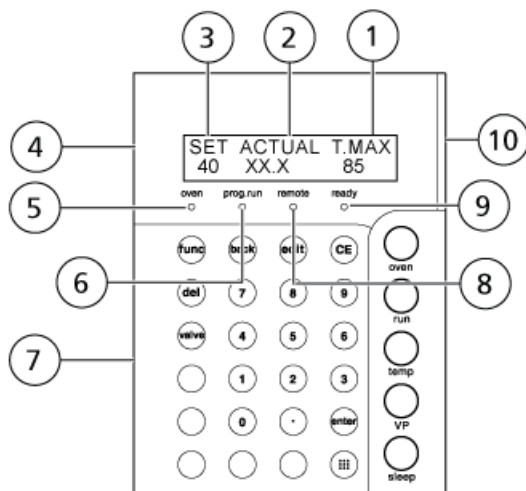 3 2 1
4 10
SET ACTUAL T.MAX
40 XX.X 85
oven prog.run remote ready
5 9
func back edit CE
oven
6 8
del 7 8 9
run
valve 4 5 6
temp
7
1 2 3
VP
0 . enter
sleep